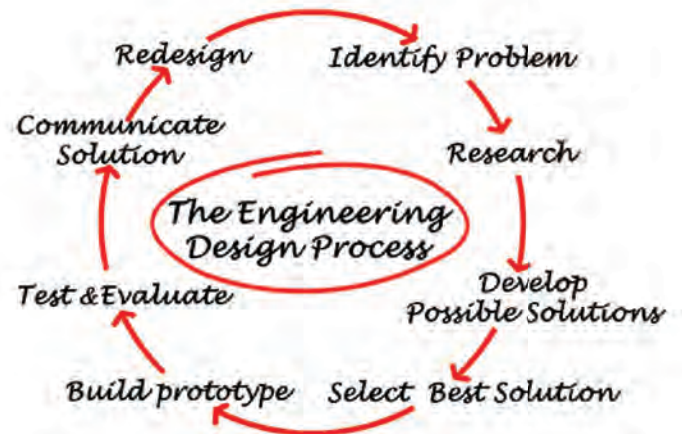 The Engineering
Design Process
Identify Problem
Research
Develop
Possible Solutions
Select Best Solution
Build prototype
Test &Evaluate
Communicate
Solution
Redesign